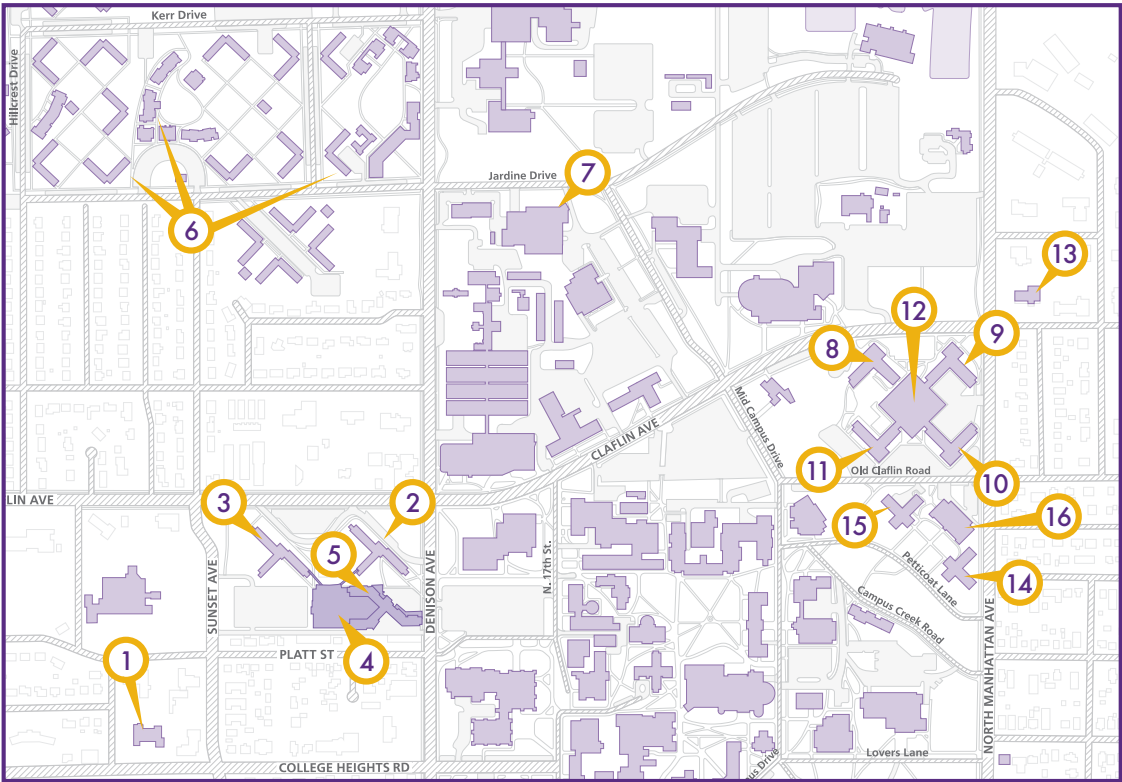 Kerr Drive
Hillcrest Drive
Jardine Drive
7
6
13
12
8
9
CLAFLIN AVE
Mid Campus Drive
11
Old Claflin Road
10
LIN AVE
3
2
15
16
5
N. 17th St.
SUNSET AVE
DENISON AVE
Petticoat Lane
14
Campus Creek Road
NORTH MANHATTAN AVE
1
PLATT ST
4
Lovers Lane
COLLEGE HEIGHTS RD
us Drive